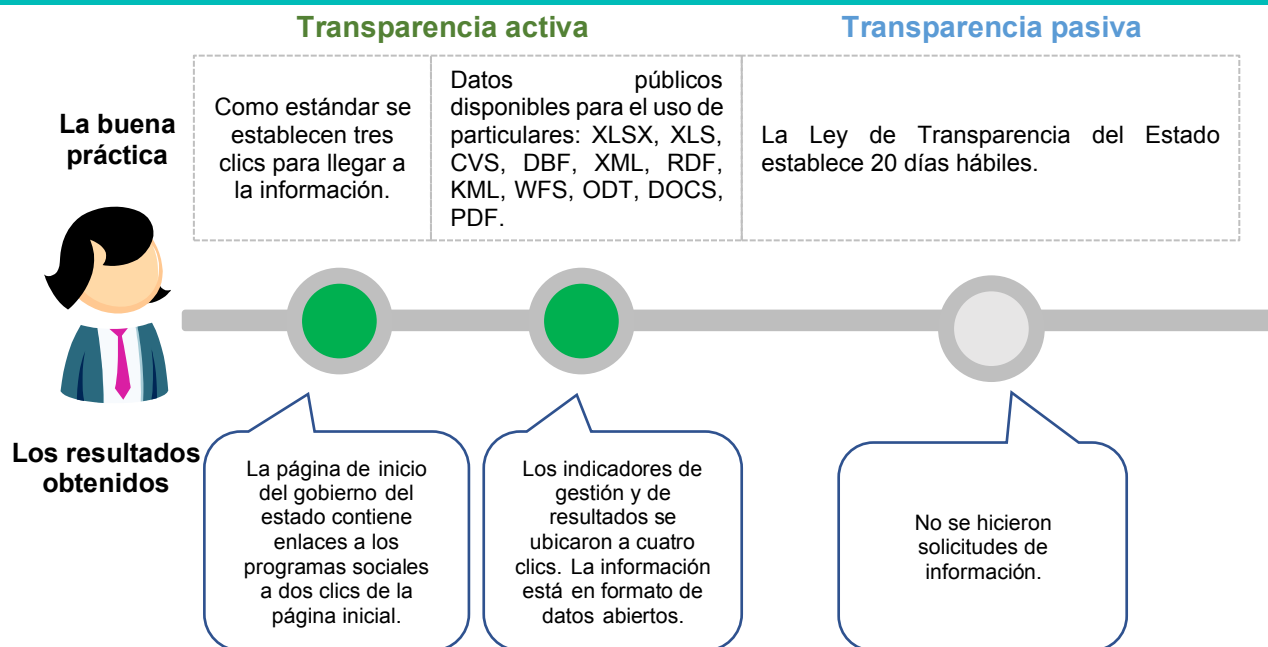 Transparencia activa
Transparencia pasiva
La buena
práctica
Como estándar se
establecen tres
clics para llegar a
la información.
Datos públicos
disponibles para el uso de
particulares: XLSX, XLS,
CVS, DBF, XML, RDF,
KML, WFS, ODT, DOCS,
PDF.
La Ley de Transparencia del Estado
establece 20 días hábiles.
Los resultados
obtenidos
La página de inicio
del gobierno del
estado contiene
enlaces a los
programas sociales
a dos clics de la
página inicial.
Los indicadores de
gestión y de
resultados se
ubicaron a cuatro
clics. La información
está en formato de
datos abiertos.
No se hicieron
solicitudes de
información.